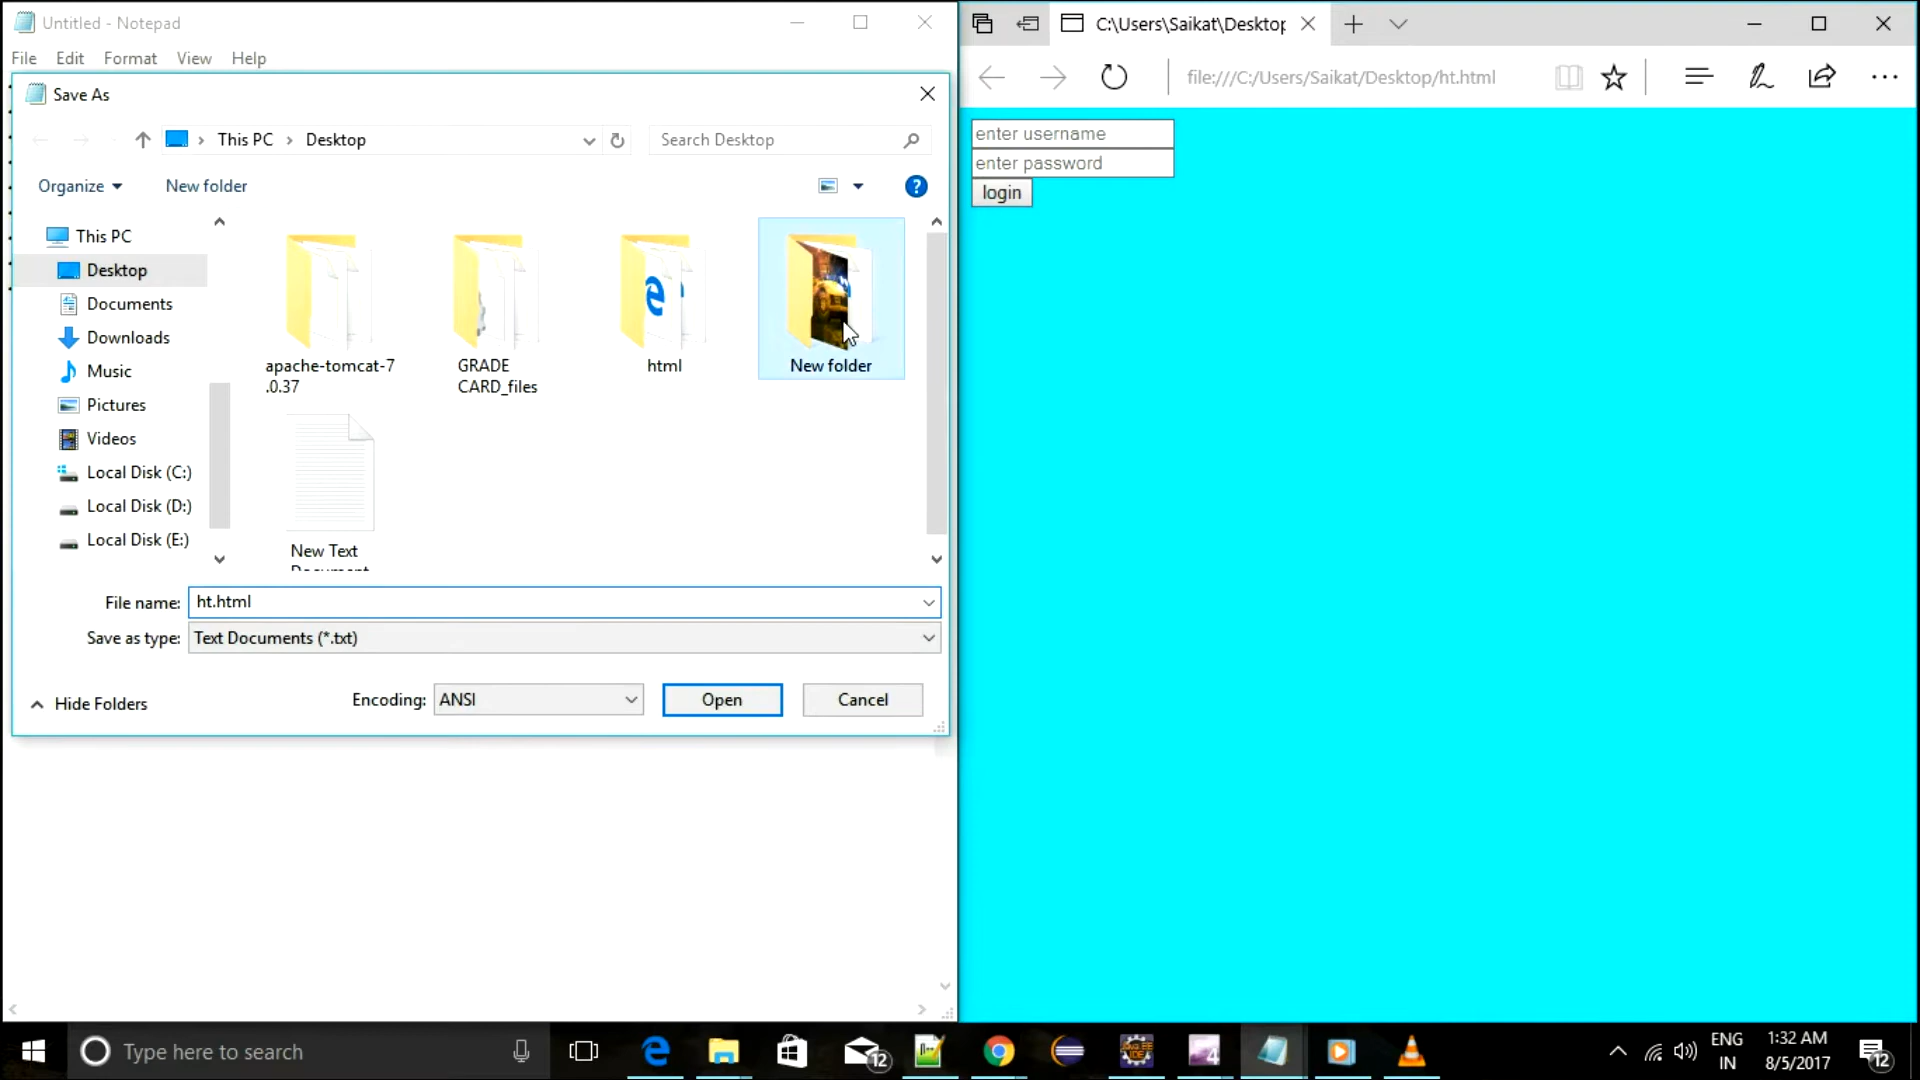 Untitled - Notepad
File Edit Format View Help
Save As
This PC > Desktop
Search Desktop
Organize
New folder
This PC
Desktop
Documents
Downloads
Music
Pictures
Videos
Local Disk (C:)
Local Disk (D:)
Local Disk (E:)
apache-tomcat-7
.0.37
GRADE
CARD_files
html
New folder
New Text
Document
File name: ht.html
Save as type: Text Documents (*.txt)
Hide Folders
Encoding: ANSI
Open
Cancel
C:\Users\Saikat\Desktop
file:///C:/Users/Saikat/Desktop/ht.html
enter username
enter password
login
Type here to search
12
4
ENG
IN
1:32 AM
8/5/2017
12